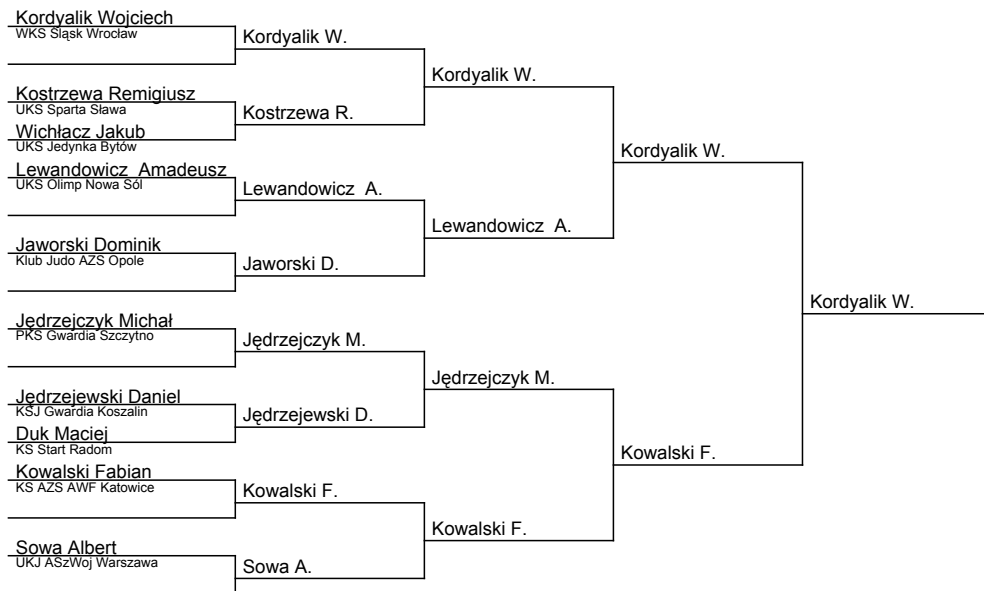 Kordyalik Wojciech
WKS Śląsk Wrocław
Kordyalik W.
Kordyalik W.
Kostrzewa Remigiusz
UKS Sparta Sława
Kostrzewa R.
Wichłacz Jakub
UKS Jedynka Bytów
Kordyalik W.
Lewandowicz Amadeusz
UKS Olimp Nowa Sól
Lewandowicz A.
Lewandowicz A.
Jaworski Dominik
Klub Judo AZS Opole
Jaworski D.
Kordyalik W.
Jędrzejczyk Michał
PKS Gwardia Szczytno
Jędrzejczyk M.
Jędrzejczyk M.
Jędrzejewski Daniel
KSJ Gwardia Koszalin
Jędrzejewski D.
Duk Maciej
KS Start Radom
Kowalski F.
Kowalski Fabian
KS AZS AWF Katowice
Kowalski F.
Kowalski F.
Sowa Albert
UKJ ASzWoj Warszawa
Sowa A.